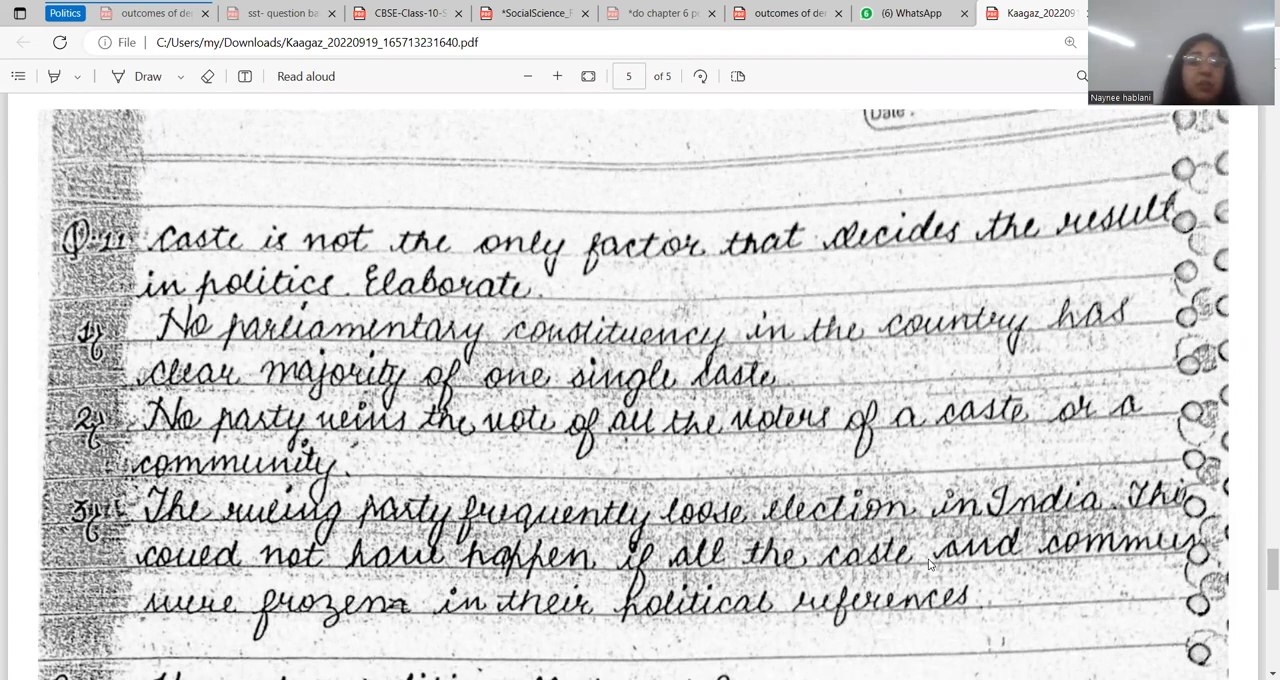 Politics
outcomes of de
sst- question ba
CBSE-Class-10-S
*SocialScience_F
*do chapter 6 p
outcomes of de
6
(6) WhatsApp
Kaagaz_20220919
File
C:/Users/my/Downloads/Kaagaz_20220919_165713231640.pdf
Draw
Read aloud
5
of 5
Naynee hablani
Date :
Q.11. Caste is not the only factor that decides the result
in politics. Elaborate.
1) No parliamentary constituency in the country has
clear majority of one single caste
2) No party wins the vote of all the voters of a caste or a
community.
3) The ruling party frequently loose election in India. This
could not have happen if all the caste and commun
were frozen in their political references.